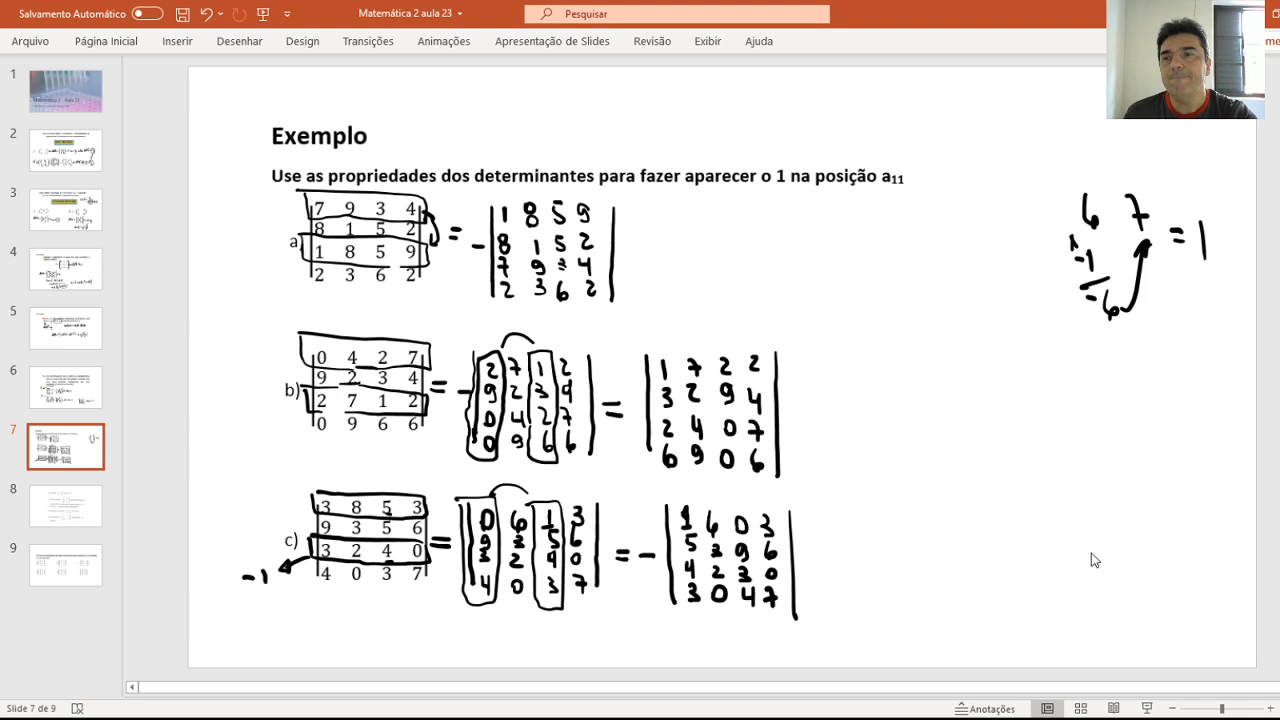 Salvamento Automático
Matemática 2 aula 23
Pesquisar
Arquivo Página Inicial Inserir Desenhar Design Transições Animações Apresentação de Slides Revisão Exibir Ajuda
1
2
3
4
5
6
7
8
9
Exemplo
Use as propriedades dos determinantes para fazer aparecer o 1 na posição a₁₁
a
7 9 3 4
8 1 5 2
1 8 5 9
2 3 6 2
= -
1 8 5 9
8 1 5 2
7 9 3 4
2 3 6 2
b)
0 4 2 7
9 2 3 4
2 7 1 2
0 9 6 6
= -
2 7 1 2
9 2 3 4
0 4 2 7
0 9 6 6
=
1 7 2 2
3 2 9 4
2 4 0 7
6 9 0 6
c)
3 8 5 3
9 3 5 6
3 2 4 0
4 0 3 7
-1
=
0 6 1 3
9 3 5 6
3 2 4 0
4 0 3 7
= -
1 6 0 3
5 3 9 6
4 2 3 0
3 0 4 7
6 7 = 1
x -1
-6
Slide 7 de 9
Anotações